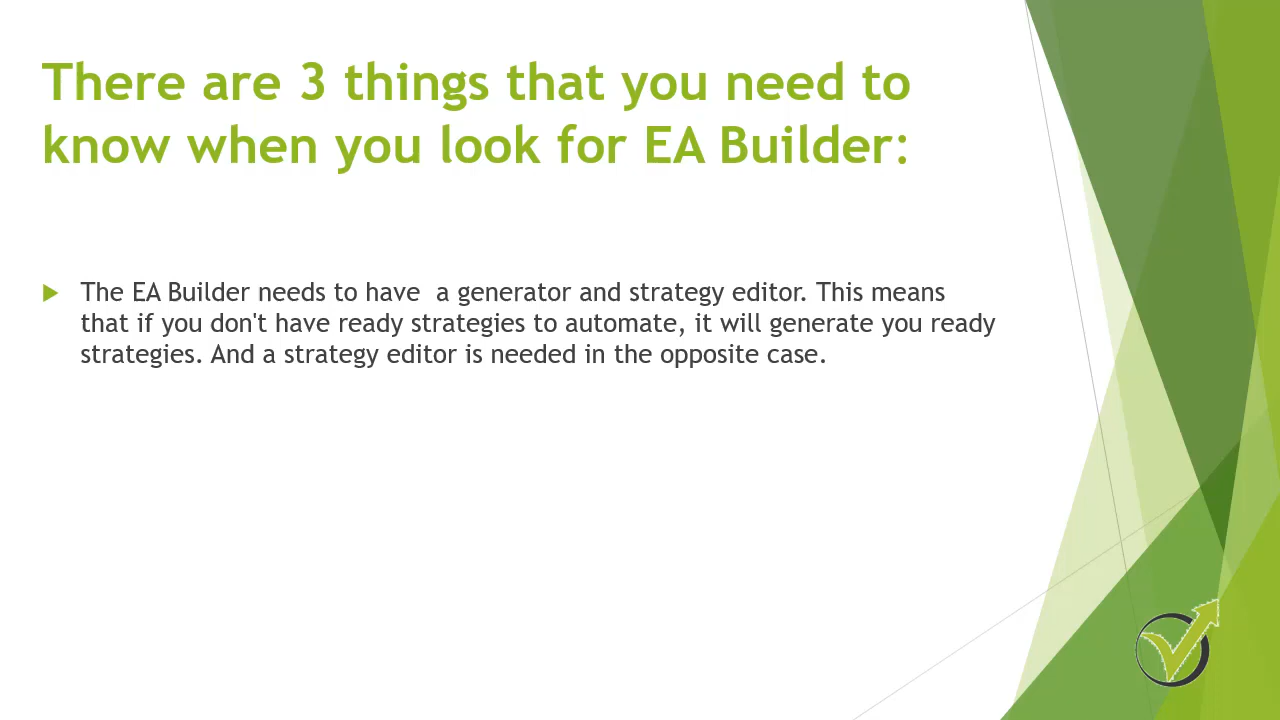 There are 3 things that you need to
know when you look for EA Builder:
The EA Builder needs to have  a generator and strategy editor. This means
that if you don't have ready strategies to automate, it will generate you ready
strategies. And a strategy editor is needed in the opposite case.